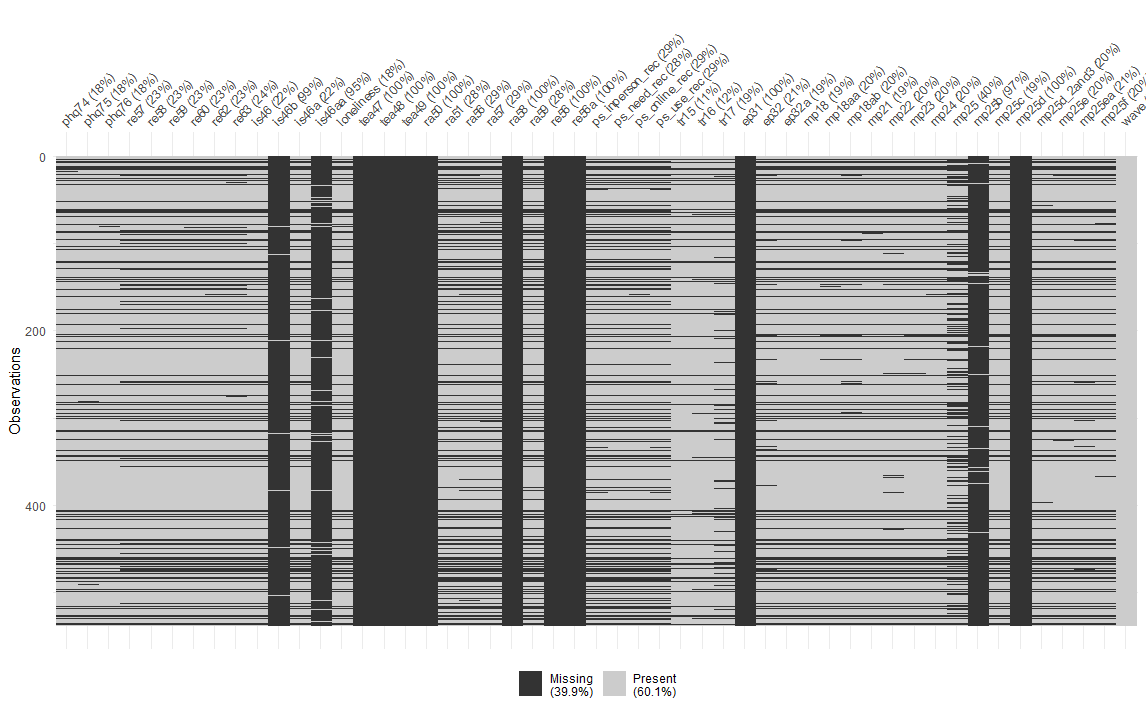 phq74 (18%)
phq75 (18%)
phq76 (18%)
re57 (23%)
re58 (23%)
re59 (23%)
re60 (23%)
re62 (23%)
re63 (24%)
ls46 (22%)
ls46b (99%)
ls46a (22%)
ls46aa (95%)
loneliness (18%)
tea47 (100%)
tea48 (100%)
tea49 (100%)
ra50 (100%)
ra51 (28%)
ra56 (29%)
ra57 (29%)
ra58 (100%)
ra59 (28%)
re56 (100%)
re56a (100%)
ps_inperson_rec (29%)
ps_need_rec (28%)
ps_online_rec (29%)
ps_use_rec (29%)
tr15 (11%)
tr16 (12%)
tr17 (19%)
ep31 (100%)
ep32 (21%)
ep32a (19%)
mp18 (19%)
mp18aa (20%)
mp18ab (20%)
mp21 (19%)
mp22 (20%)
mp23 (20%)
mp24 (20%)
mp25 (40%)
mp25b (97%)
mp25c (19%)
mp25d (100%)
mp25d_2and3 (20%)
mp25e (20%)
mp25ea (21%)
mp25f (20%
wave
0
200
400
Observations
Missing
(39.9%)
Present
(60.1%)